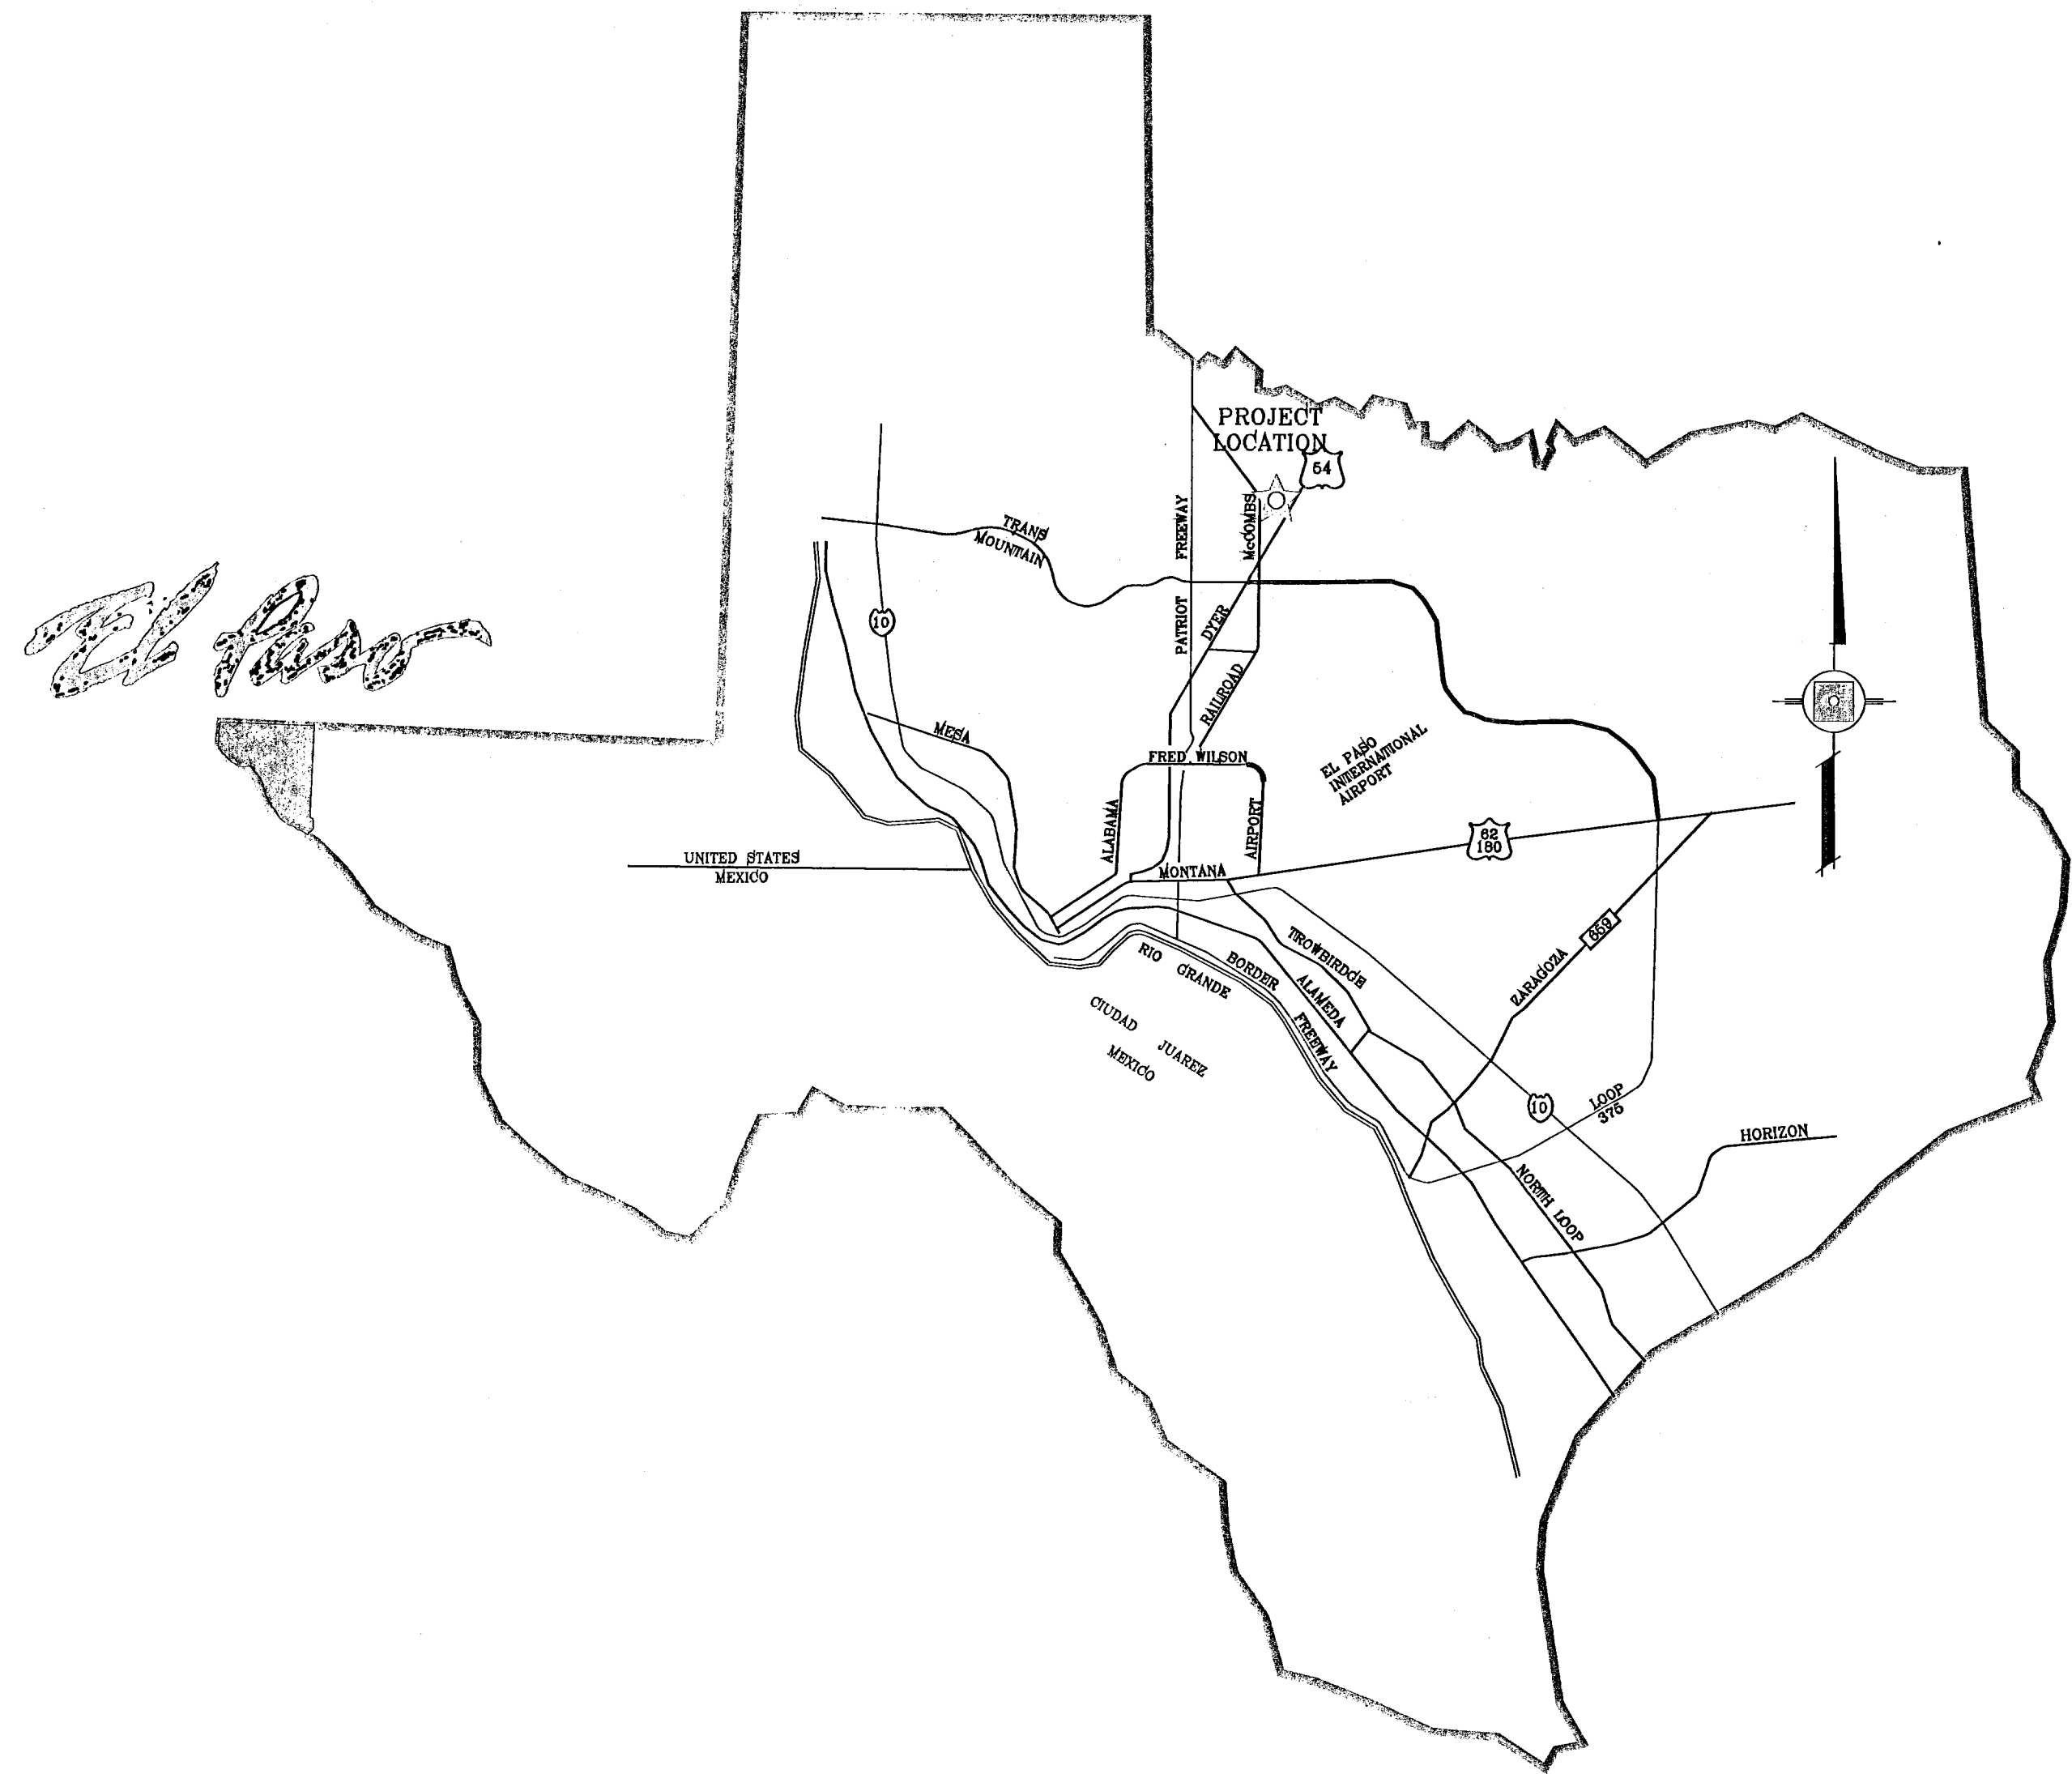 PROJECT
LOCATION
54
TRANS
MOUNTAIN
FREEWAY
McCOMBS
El Paso
10
PATRIOT
DYER
RAILROAD
MESA
FRED WILSON
EL PASO
INTERNATIONAL
AIRPORT
ALABAMA
AIRPORT
62
180
UNITED STATES
MEXICO
MONTANA
659
TROWBIRDGE
ZARAGOZA
RIO GRANDE
BORDER
FREEWAY
ALAMEDA
CIUDAD JUAREZ
MEXICO
10
LOOP
375
HORIZON
NORTH LOOP